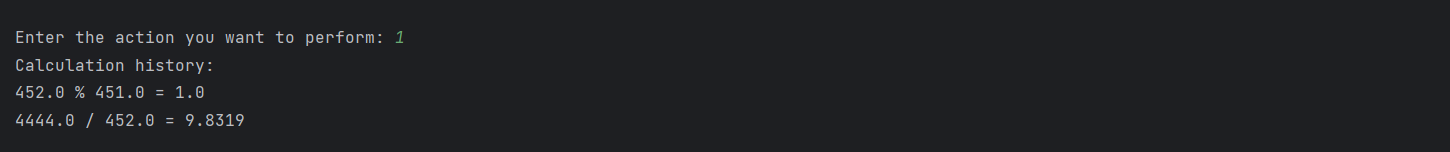 Enter the action you want to perform: 1
Calculation history:
452.0 % 451.0 = 1.0
4444.0 / 452.0 = 9.8319